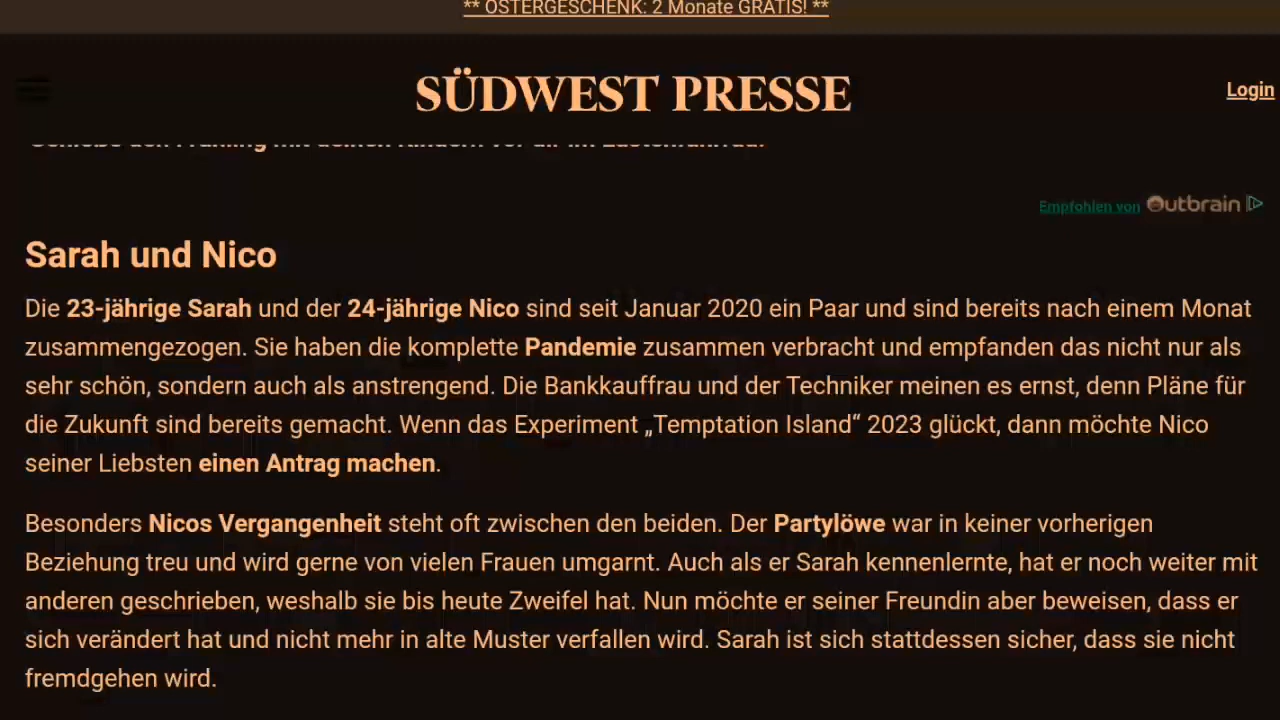 ** OSTERGESCHENK: 2 Monate GRATIS! **
SÜDWEST PRESSE
Login
Empfohlen von Outbrain
Sarah und Nico
Die 23-jährige Sarah und der 24-jährige Nico sind seit Januar 2020 ein Paar und sind bereits nach einem Monat
zusammengezogen. Sie haben die komplette Pandemie zusammen verbracht und empfanden das nicht nur als
sehr schön, sondern auch als anstrengend. Die Bankkauffrau und der Techniker meinen es ernst, denn Pläne für
die Zukunft sind bereits gemacht. Wenn das Experiment „Temptation Island“ 2023 glückt, dann möchte Nico
seiner Liebsten einen Antrag machen.
Besonders Nicos Vergangenheit steht oft zwischen den beiden. Der Partylöwe war in keiner vorherigen
Beziehung treu und wird gerne von vielen Frauen umgarnt. Auch als er Sarah kennenlernte, hat er noch weiter mit
anderen geschrieben, weshalb sie bis heute Zweifel hat. Nun möchte er seiner Freundin aber beweisen, dass er
sich verändert hat und nicht mehr in alte Muster verfallen wird. Sarah ist sich stattdessen sicher, dass sie nicht
fremdgehen wird.